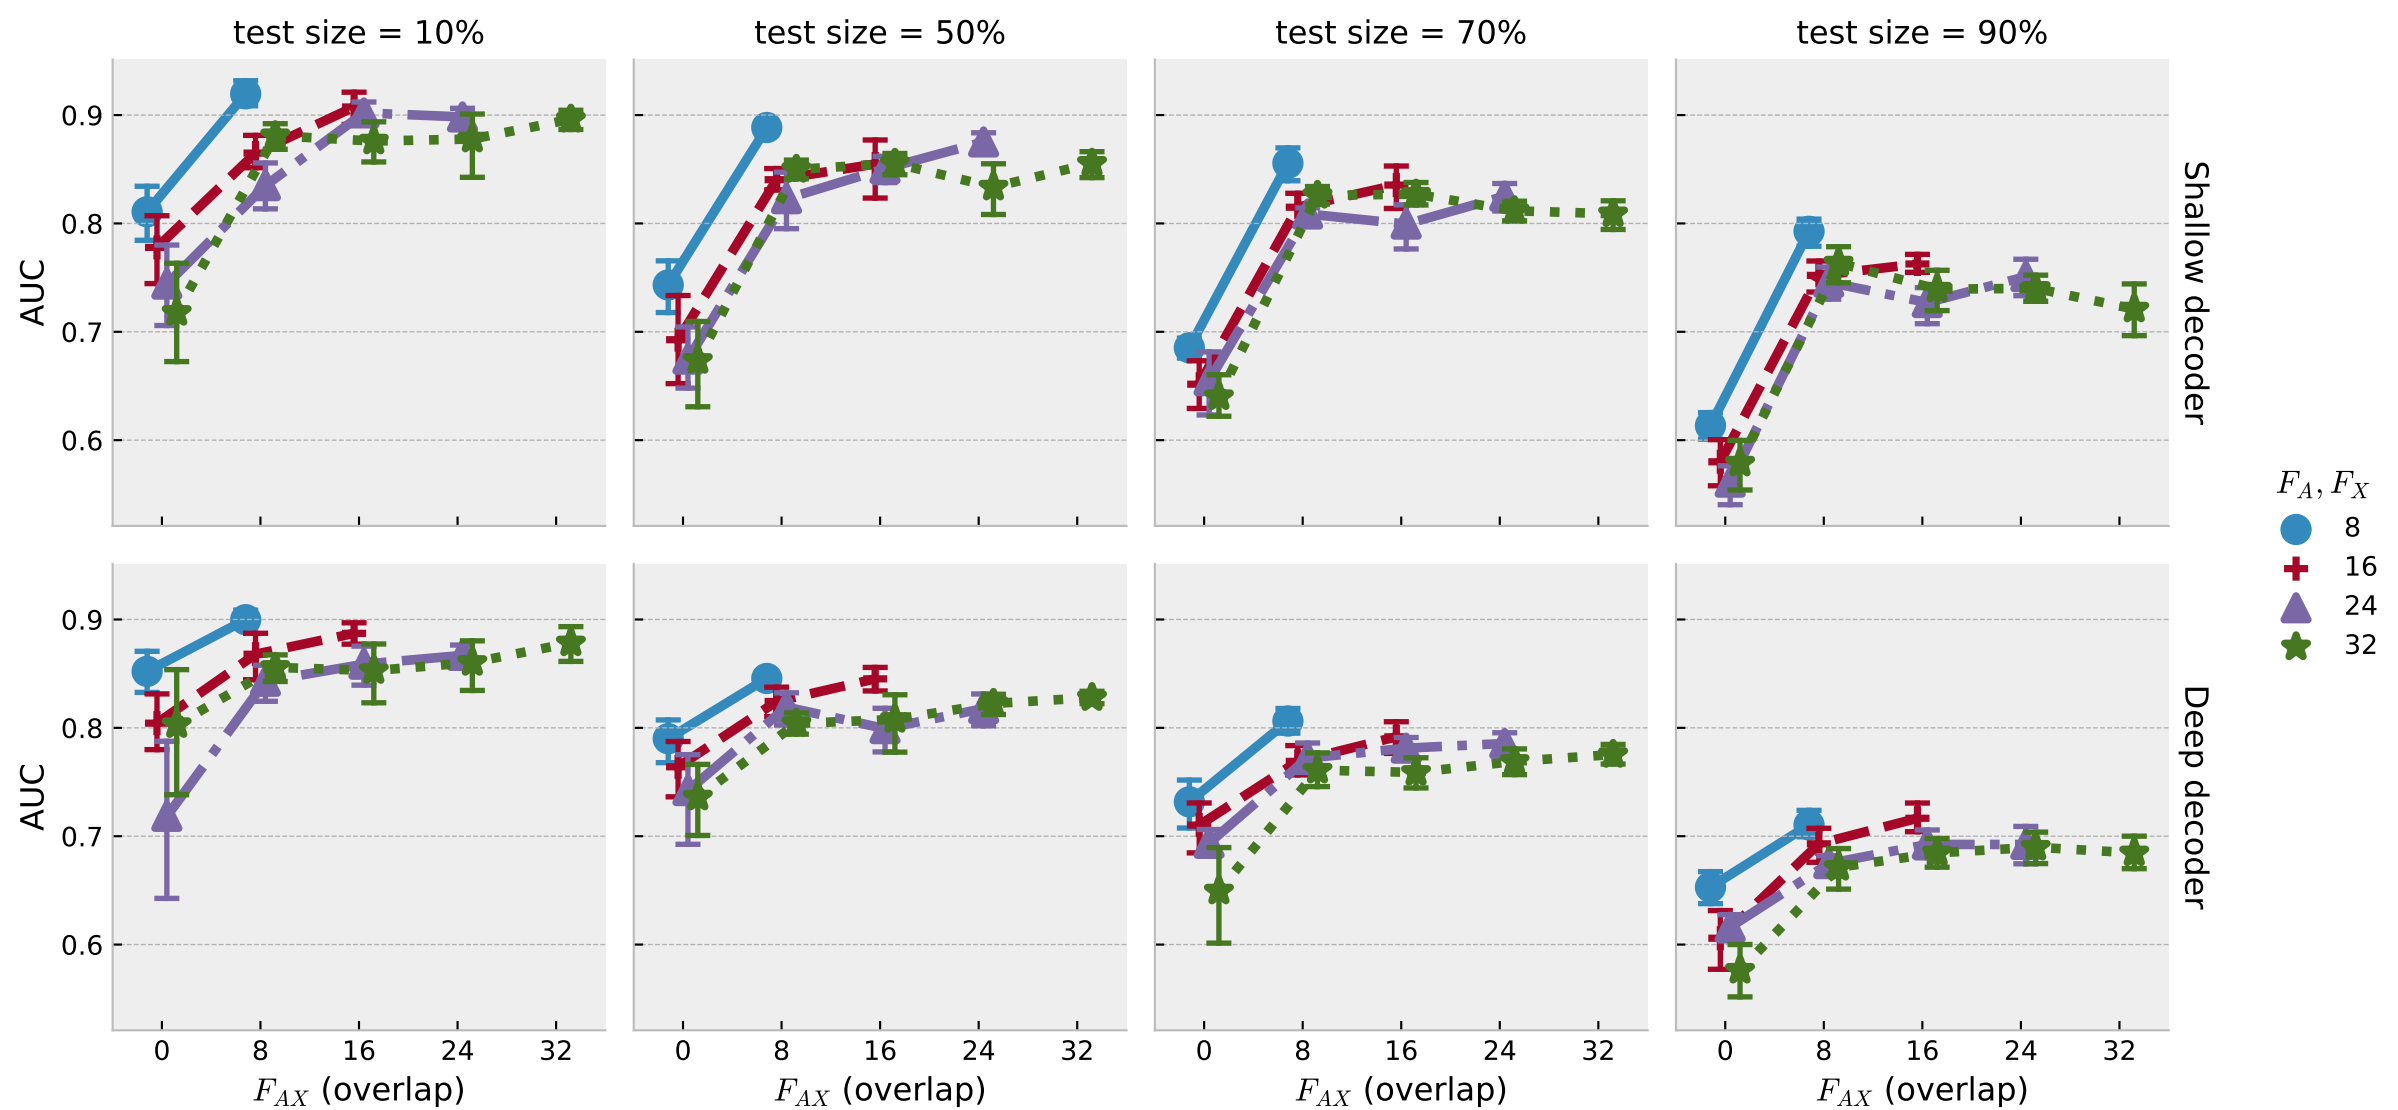 test size = 10%
test size = 50%
test size = 70%
test size = 90%
AUC
0.9
0.8
0.7
0.6
Shallow decoder
F_A, F_X
8
16
24
32
AUC
0.9
0.8
0.7
0.6
Deep decoder
0 8 16 24 32
0 8 16 24 32
0 8 16 24 32
0 8 16 24 32
F_AX (overlap)
F_AX (overlap)
F_AX (overlap)
F_AX (overlap)